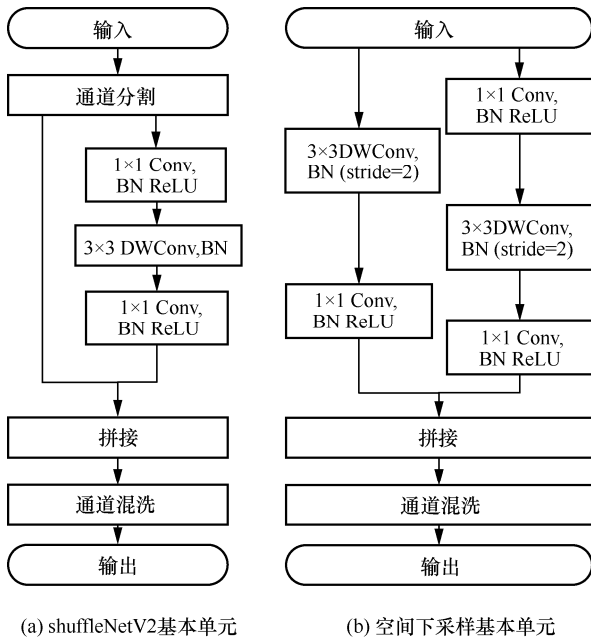 输入
通道分割
1×1 Conv,
BN ReLU
3×3 DWConv,BN
1×1 Conv,
BN ReLU
拼接
通道混洗
输出
(a) shuffleNetV2基本单元
输入
3×3DWConv,
BN (stride=2)
1×1 Conv,
BN ReLU
1×1 Conv,
BN ReLU
3×3DWConv,
BN (stride=2)
1×1 Conv,
BN ReLU
拼接
通道混洗
输出
(b) 空间下采样基本单元